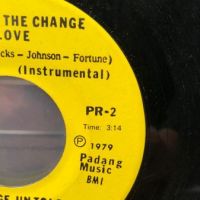 THE CHANGE
LOVE
cks - Johnson - Fortune)
(Instrumental)
PR-2
Time: 3:14
Ⓟ 1979
Padang
Music
BMI